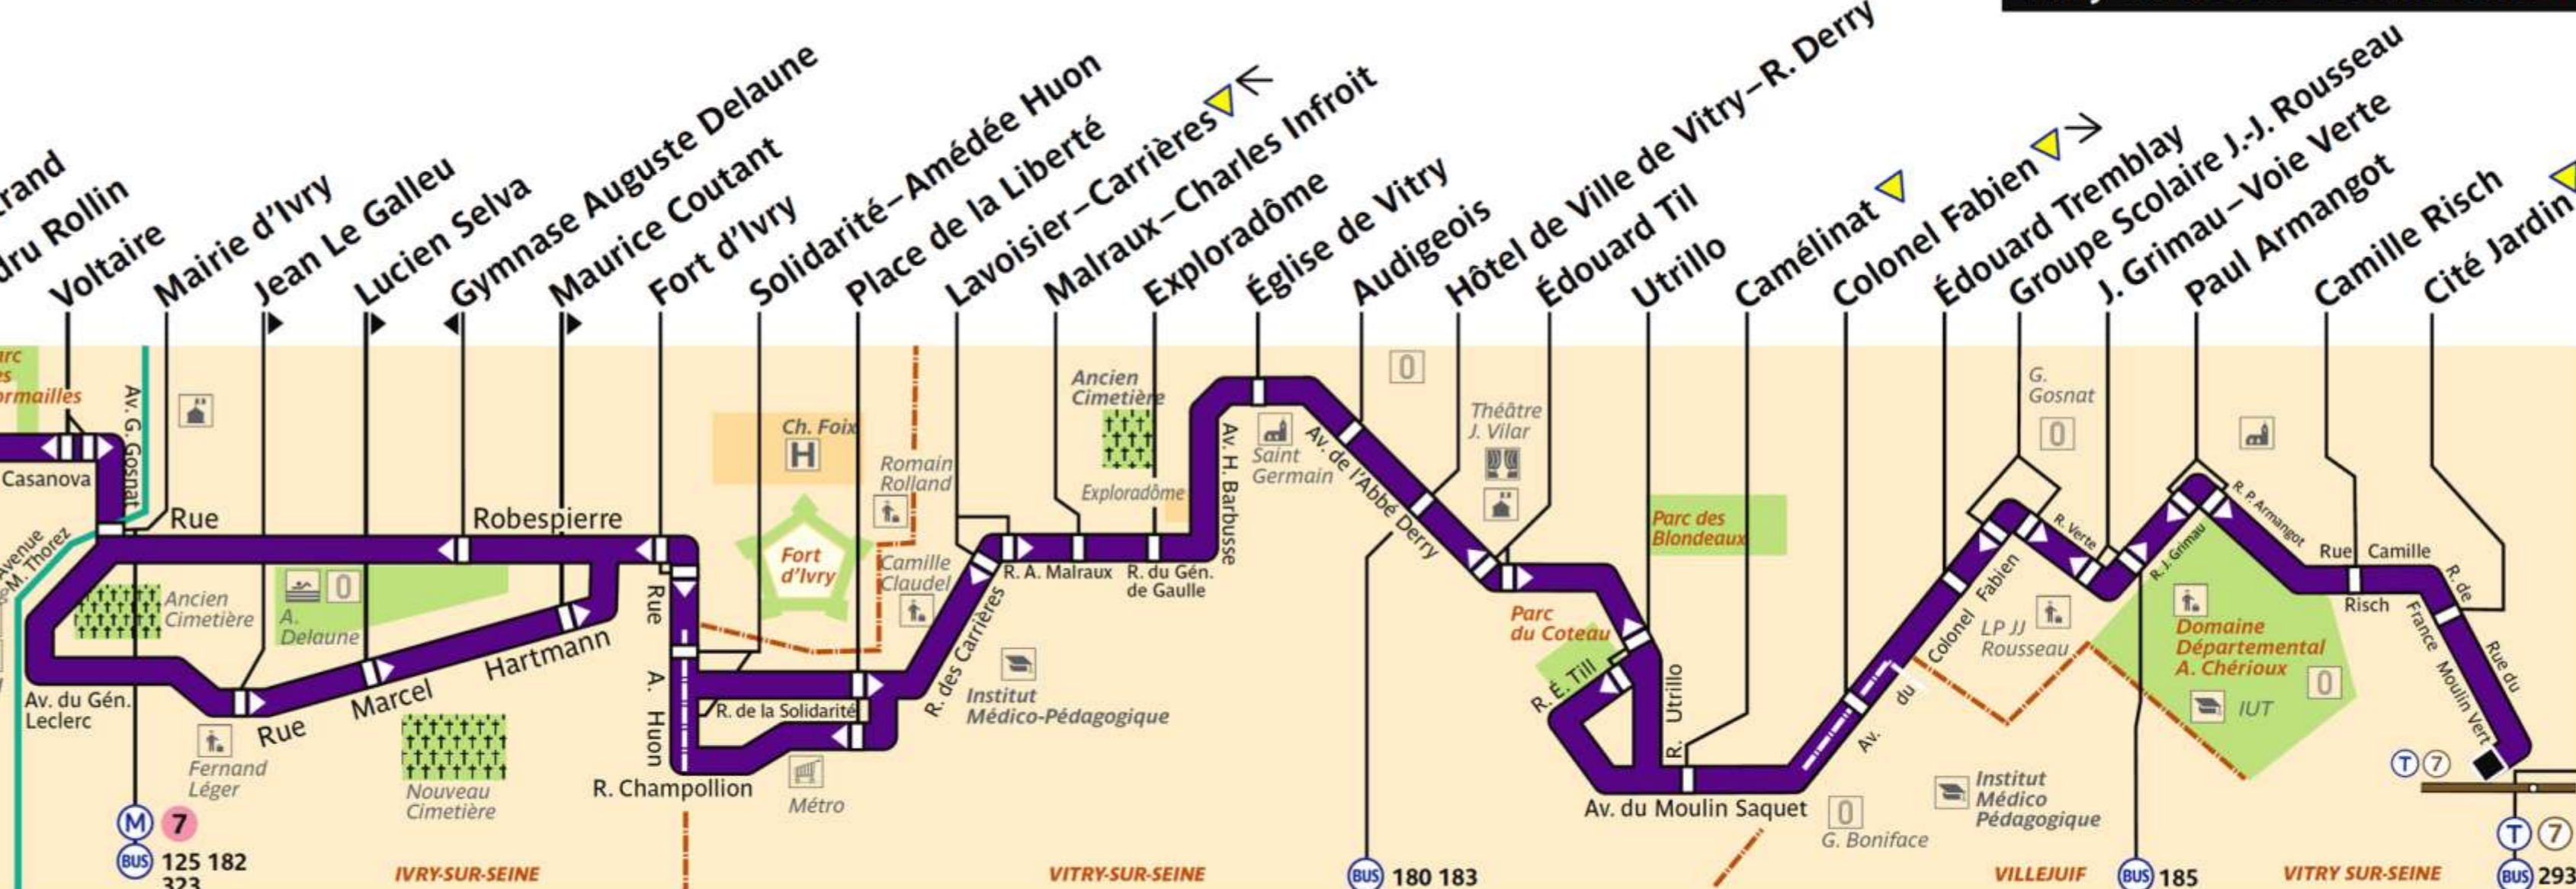 Voltaire
Mairie d'Ivry
Jean Le Galleu
Lucien Selva
Gymnase Auguste Delaune
Maurice Coutant
Fort d'Ivry
Solidarité–Amédée Huon
Place de la Liberté
Lavoisier–Carrières
Malraux–Charles Infroit
Exploradôme
Église de Vitry
Audigeois
Hôtel de Ville de Vitry–R. Derry
Édouard Til
Utrillo
Camélinat
Colonel Fabien
Édouard Tremblay
Groupe Scolaire J.-J. Rousseau
J. Grimau–Voie Verte
Paul Armangot
Camille Risch
Cité Jardin
Casanova
Av. G. Gosnat
Avenue
M. Thorez
Rue
Robespierre
Ancien
Cimetière
A.
Delaune
Av. du Gén.
Leclerc
Rue
Marcel
Hartmann
Fernand
Léger
Nouveau
Cimetière
M 7
BUS 125 182
323
IVRY-SUR-SEINE
Ch. Foix
H
Fort
d'Ivry
Romain
Rolland
Camille
Claudel
Rue
A.
Huon
R. de la Solidarité
R. Champollion
Métro
R. des Carrières
Institut
Médico-Pédagogique
Ancien
Cimetière
Exploradôme
R. A. Malraux
R. du Gén.
de Gaulle
Av. H. Barbusse
Saint
Germain
Av. de l'Abbé Derry
VITRY-SUR-SEINE
BUS 180 183
Théâtre
J. Vilar
Parc
du Coteau
R. É. Till
Parc des
Blondeaux
R. Utrillo
Av. du Moulin Saquet
G. Boniface
Av. du Colonel Fabien
Institut
Médico
Pédagogique
LP JJ
Rousseau
G.
Gosnat
R. Verte
R. J. Grimau
R. P. Armangot
Domaine
Départemental
A. Chérioux
IUT
Rue Camille
Risch
R. de
France
Moulin Vert
Rue du
T 7
T 7
BUS 293
VILLEJUIF
BUS 185
VITRY SUR-SEINE